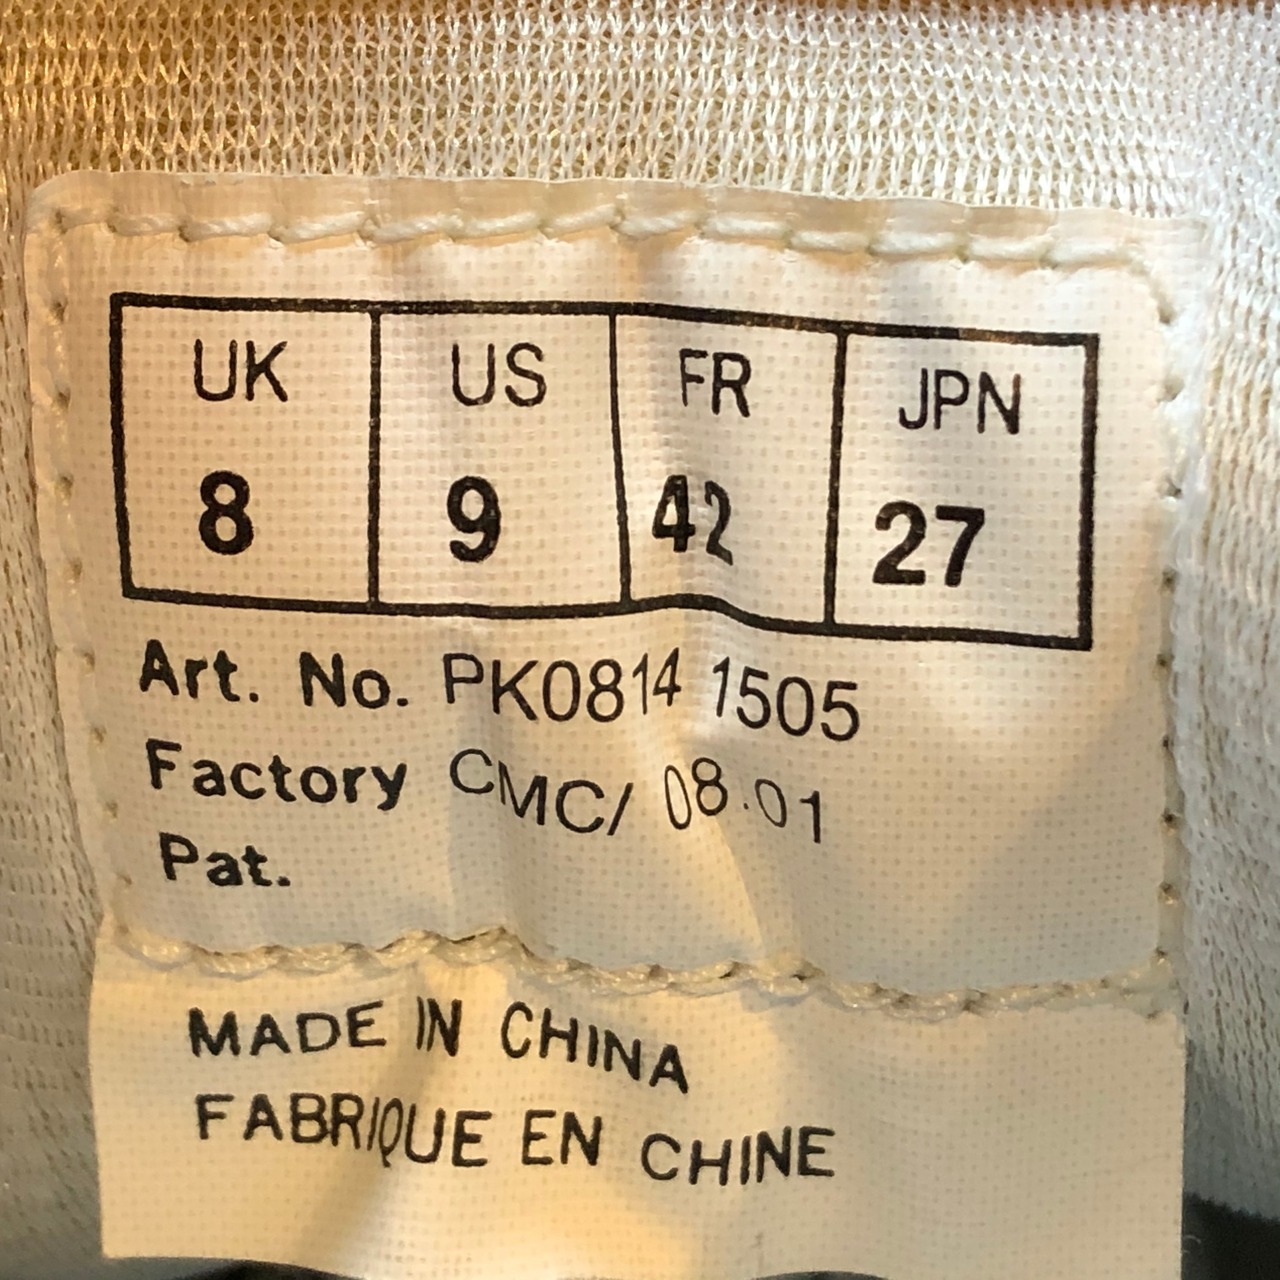 UK US FR JPN
8 9 42 27
Art. No. PK0814 1505
Factory CMC/ 08.01
Pat.
MADE IN CHINA
FABRIQUE EN CHINE